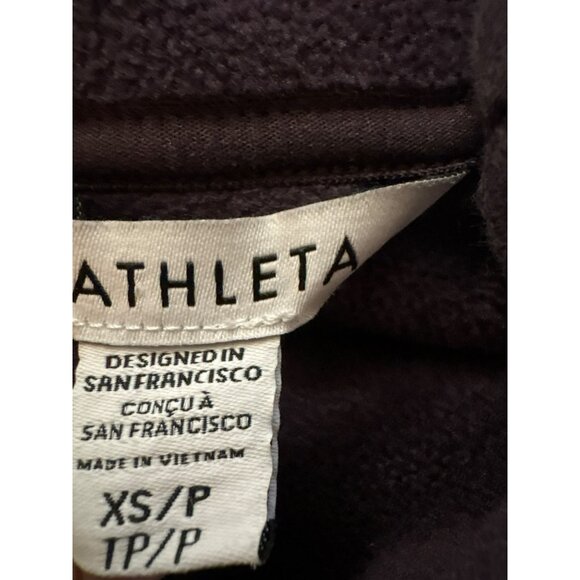 ATHLETA
DESIGNED IN
SAN FRANCISCO
CONÇU À
SAN FRANCISCO
MADE IN VIETNAM
XS/P
TP/P